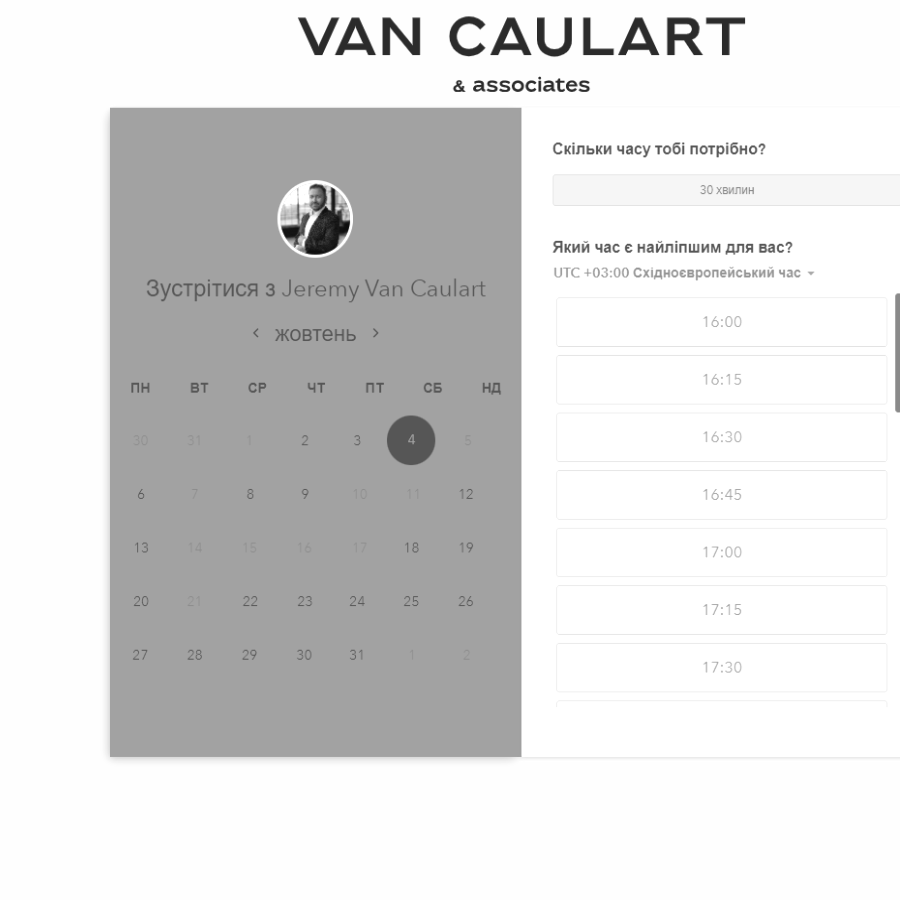 VAN CAULART
& associates
Зустрітися з Jeremy Van Caulart
жовтень
ПН ВТ СР ЧТ ПТ СБ НД
30 31 1 2 3 4 5
6 7 8 9 10 11 12
13 14 15 16 17 18 19
20 21 22 23 24 25 26
27 28 29 30 31 1 2
Скільки часу тобі потрібно?
30 хвилин
Який час є найліпшим для вас?
UTC +03:00 Східноєвропейський час
16:00
16:15
16:30
16:45
17:00
17:15
17:30